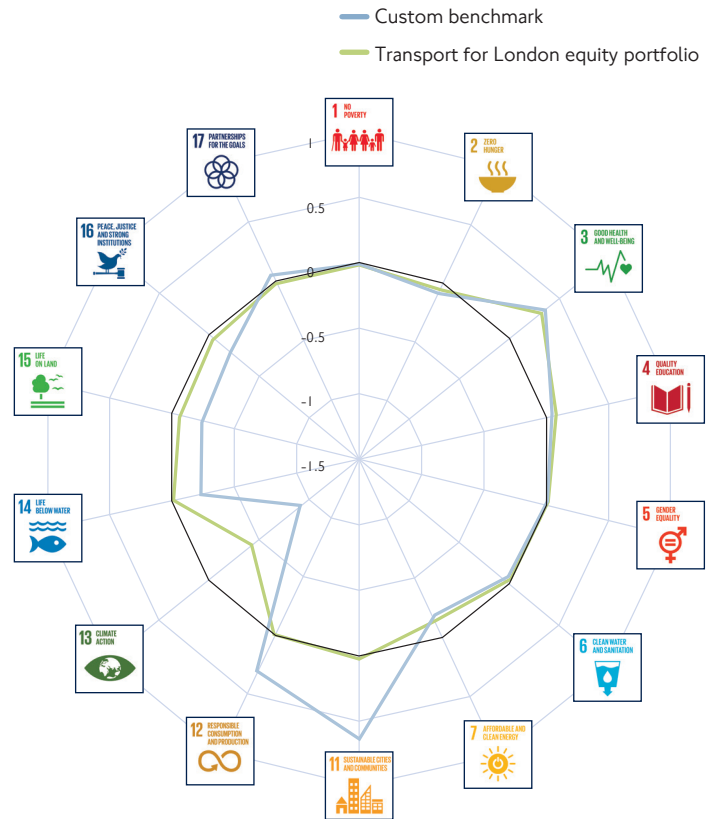 Custom benchmark
Transport for London equity portfolio
1 NO
POVERTY
2 ZERO
HUNGER
3 GOOD HEALTH
AND WELL-BEING
4 QUALITY
EDUCATION
5 GENDER
EQUALITY
6 CLEAN WATER
AND SANITATION
7 AFFORDABLE AND
CLEAN ENERGY
11 SUSTAINABLE CITIES
AND COMMUNITIES
12 RESPONSIBLE
CONSUMPTION
AND PRODUCTION
13 CLIMATE
ACTION
14 LIFE
BELOW WATER
15 LIFE
ON LAND
16 PEACE, JUSTICE
AND STRONG
INSTITUTIONS
17 PARTNERSHIPS
FOR THE GOALS
1
0.5
0
-0.5
-1
-1.5